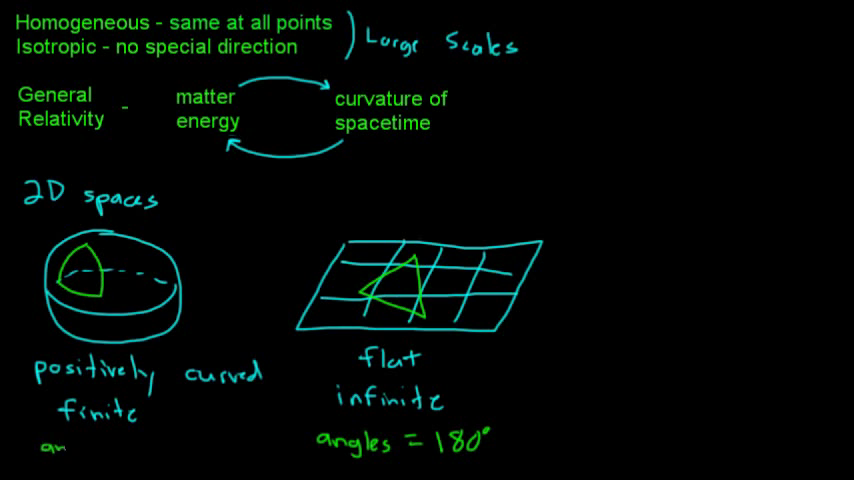 Homogeneous - same at all points
Isotropic - no special direction
Large Scales
General Relativity - matter energy
curvature of spacetime
2D spaces
positively curved
finite
an
flat
infinite
angles = 180°